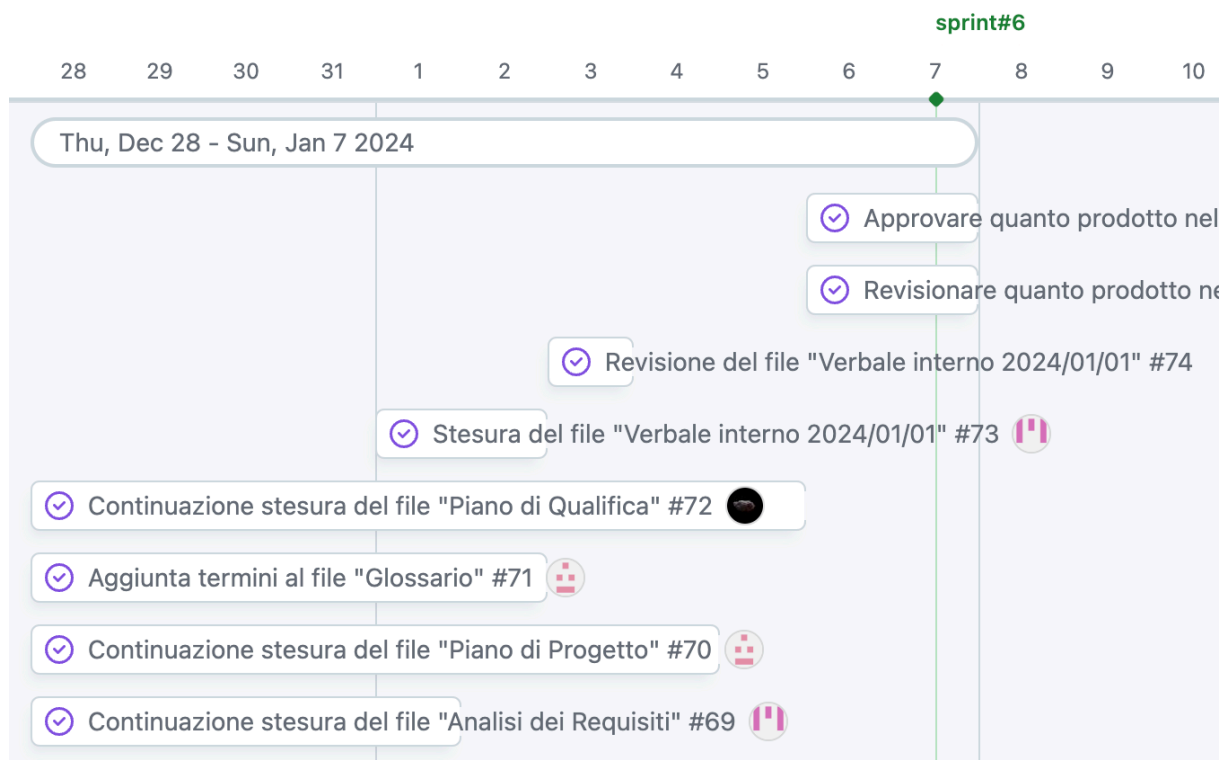 sprint#6
28 29 30 31 1 2 3 4 5 6 7 8 9 10
Thu, Dec 28 - Sun, Jan 7 2024
Approvare quanto prodotto nel
Revisionare quanto prodotto ne
Revisione del file "Verbale interno 2024/01/01" #74
Stesura del file "Verbale interno 2024/01/01" #73
Continuazione stesura del file "Piano di Qualifica" #72
Aggiunta termini al file "Glossario" #71
Continuazione stesura del file "Piano di Progetto" #70
Continuazione stesura del file "Analisi dei Requisiti" #69